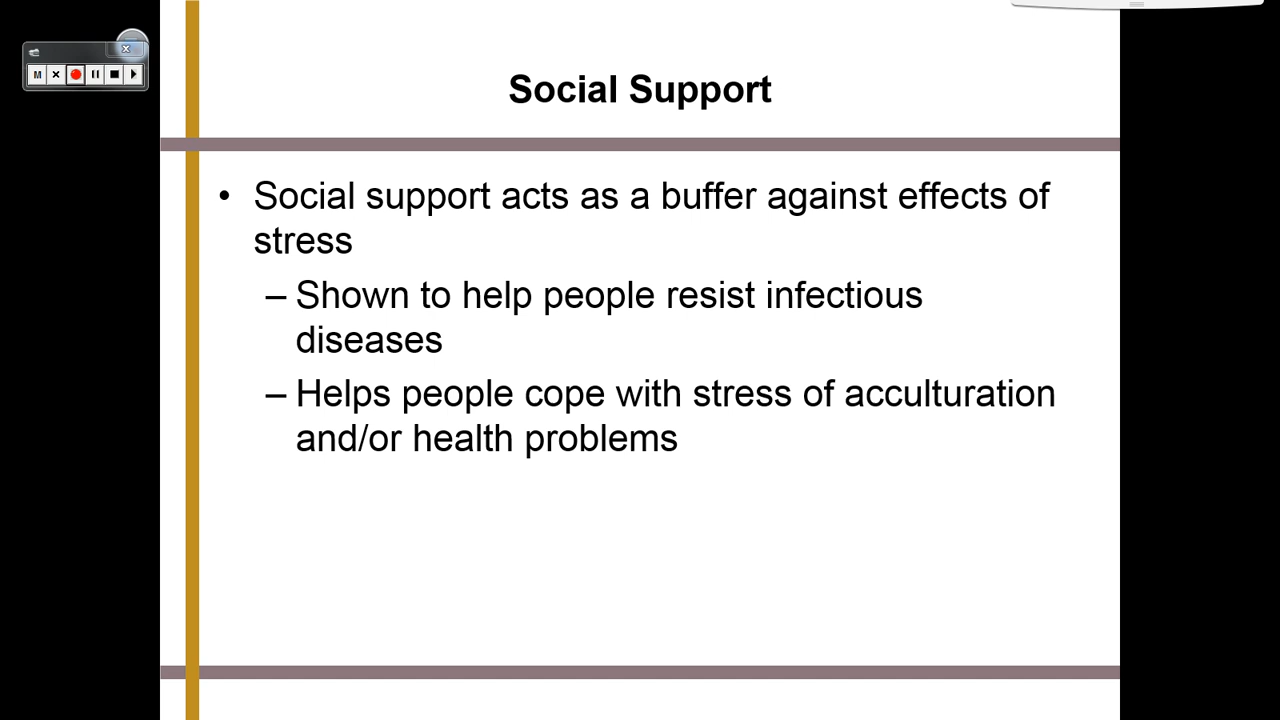 M
Social Support
• Social support acts as a buffer against effects of
stress
– Shown to help people resist infectious
diseases
– Helps people cope with stress of acculturation
and/or health problems